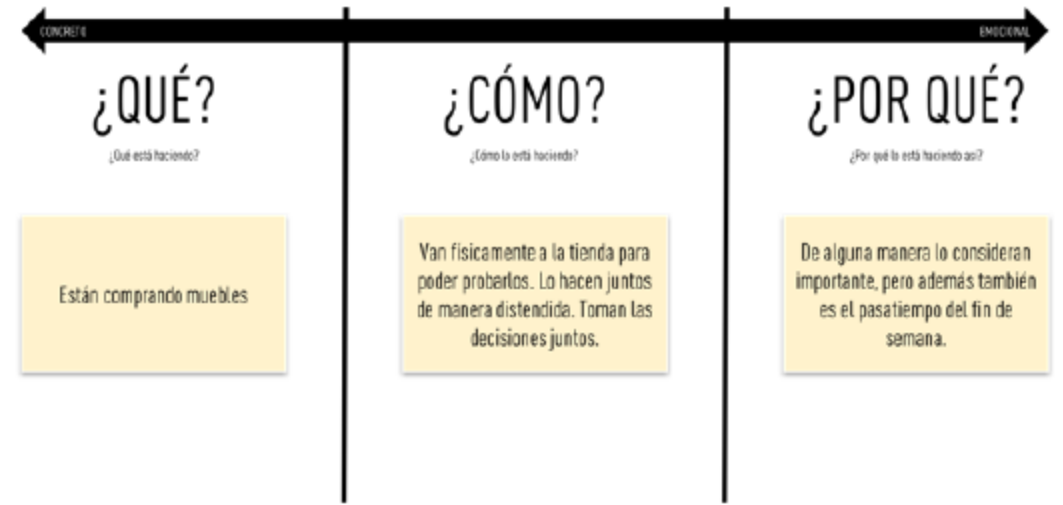 CONCRETO
EMOCIONAL
¿QUÉ?
¿Qué está haciendo?
Están comprando muebles
¿CÓMO?
¿Cómo lo está haciendo?
Van físicamente a la tienda para
poder probarlos. Lo hacen juntos
de manera distendida. Toman las
decisiones juntos.
¿POR QUÉ?
¿Por qué lo está haciendo así?
De alguna manera lo consideran
importante, pero además también
es el pasatiempo del fin de
semana.